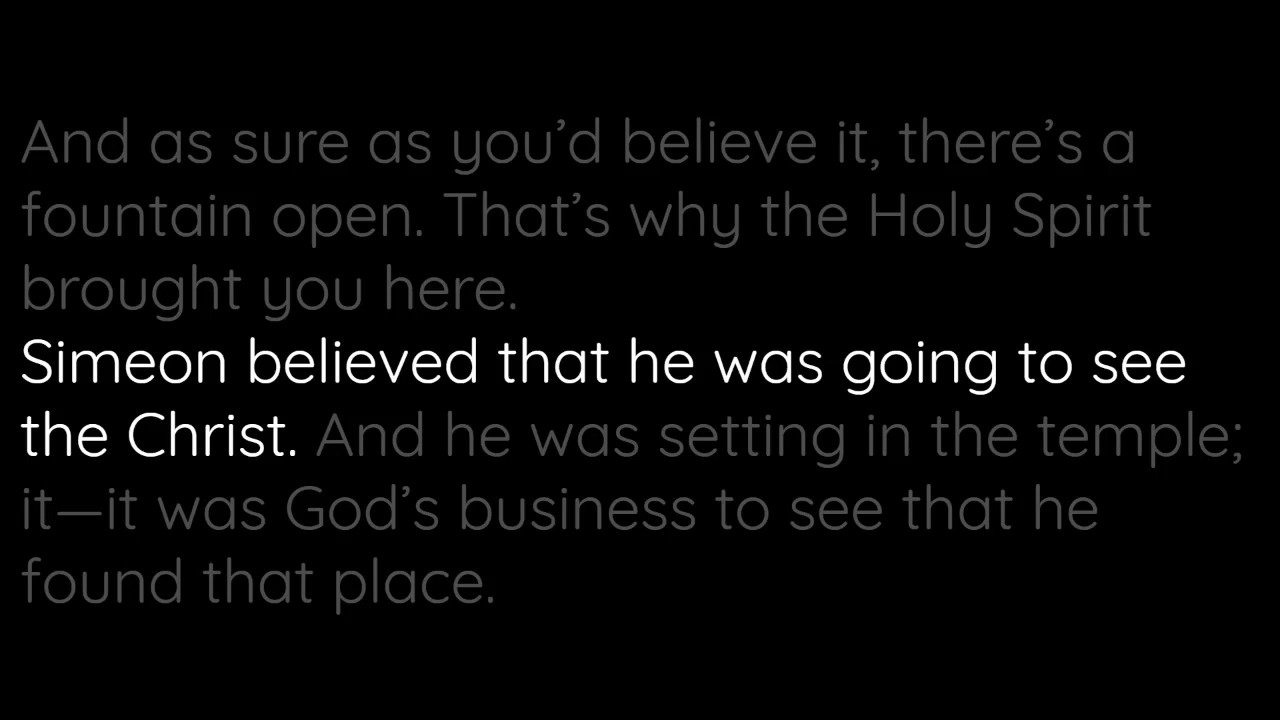 And as sure as you’d believe it, there’s a
fountain open. That’s why the Holy Spirit
brought you here.
Simeon believed that he was going to see
the Christ. And he was setting in the temple;
it—it was God’s business to see that he
found that place.